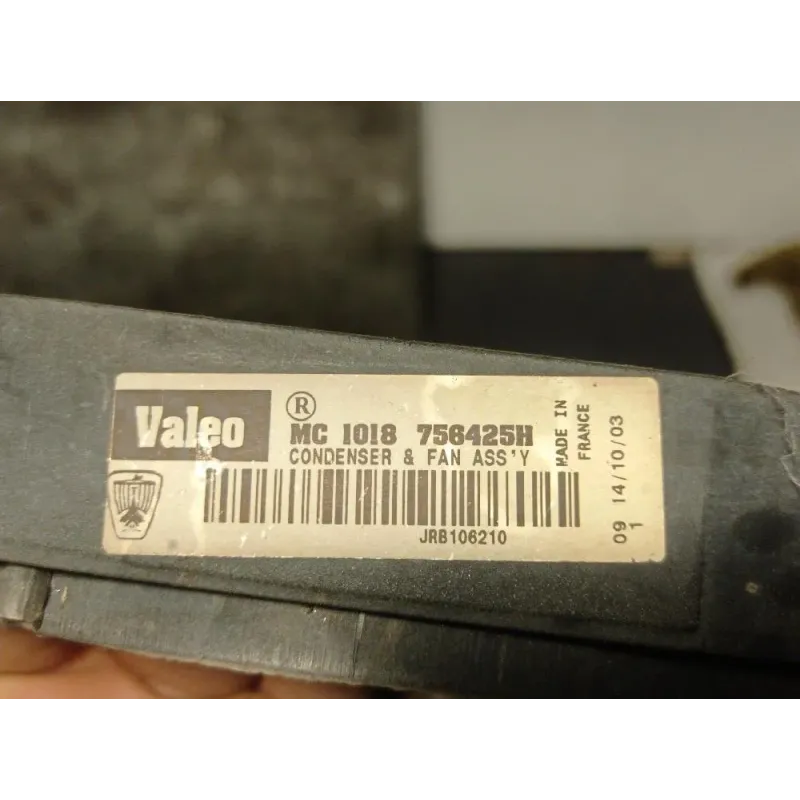 Valeo ®
MC 1018 756425H
CONDENSER & FAN ASS'Y
JRB106210
MADE IN
FRANCE
09 14/10/03
1